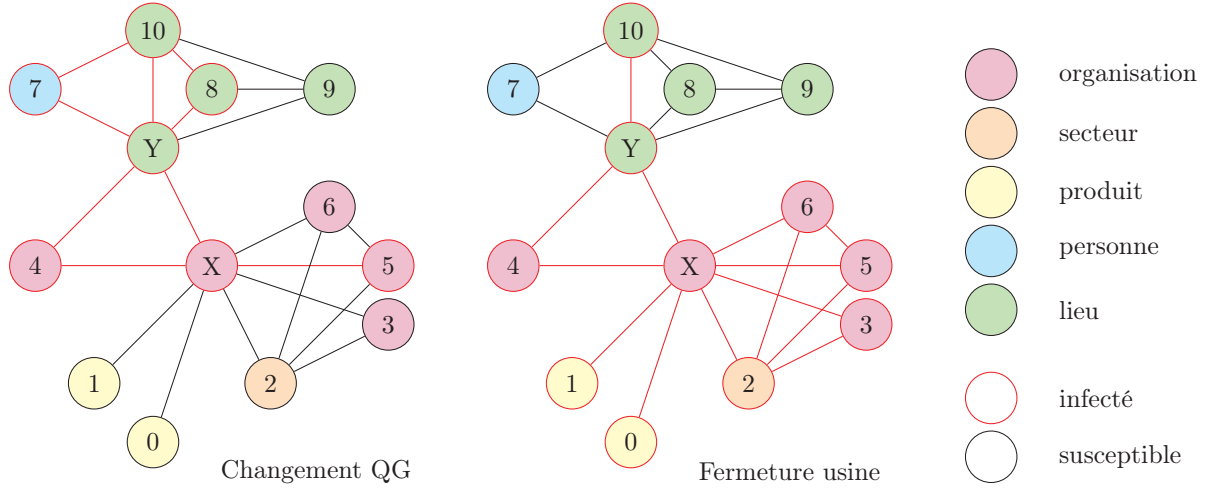 10
7
8
9
Y
6
4
X
5
3
1
2
0
Changement QG
10
7
8
9
Y
6
4
X
5
3
1
2
0
Fermeture usine
organisation
secteur
produit
personne
lieu
infecté
susceptible